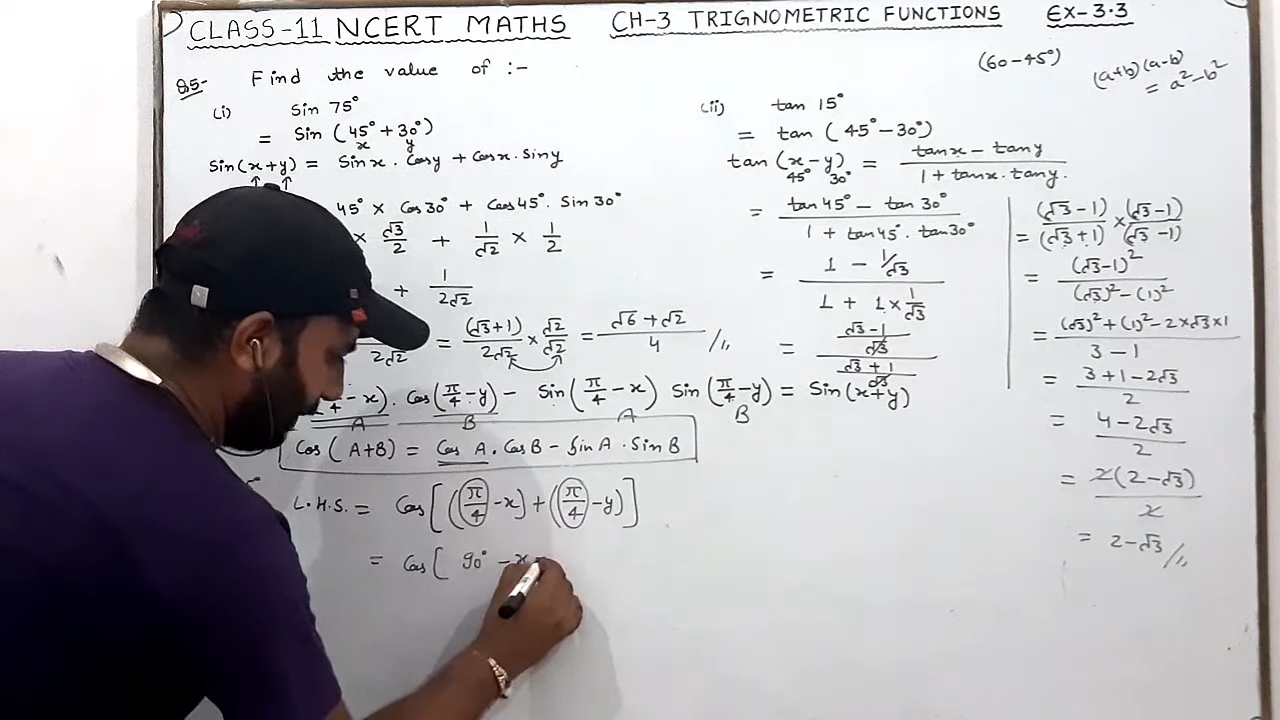 CLASS-11 NCERT MATHS CH-3 TRIGNOMETRIC FUNCTIONS EX-3.3
Q5- Find the value of :-
(i) Sin 75°
= Sin (45°+30°)
x y
Sin(x+y) = Sinx . Cosy + Cosx . Siny
45° × Cos30° + Cos45° . Sin30°
× √3/2 + 1/√2 × 1/2
+ 1/2√2
2√2 = (√3+1)/2√2 × √2/√2 = √6+√2/4 //
(ii) tan 15°
= tan (45°-30°)
tan (x-y) = tanx - tany / 1 + tanx . tany.
45° 30°
= tan45° - tan30° / 1 + tan45° . tan30°
= 1 - 1/√3 / 1 + 1×1/√3
= √3-1/√3 / √3+1/√3
(60-45°)
(a+b)(a-b)
= a²-b²
= (√3-1)/(√3+1) × (√3-1)/(√3-1)
= (√3-1)²/(√3)²-(1)²
= (√3)²+(1)²-2×√3×1 / 3-1
= 3+1-2√3 / 2
= 4-2√3 / 2
= 2(2-√3) / 2
= 2-√3 //
4 - x) . Cos(π/4 - y) - Sin(π/4 - x) Sin(π/4 - y) = Sin(x+y)
A B A B
Cos (A+B) = Cos A . Cos B - Sin A . Sin B
L.H.S. = Cos[(π/4 - x) + (π/4 - y)]
= Cos[ 90° - x